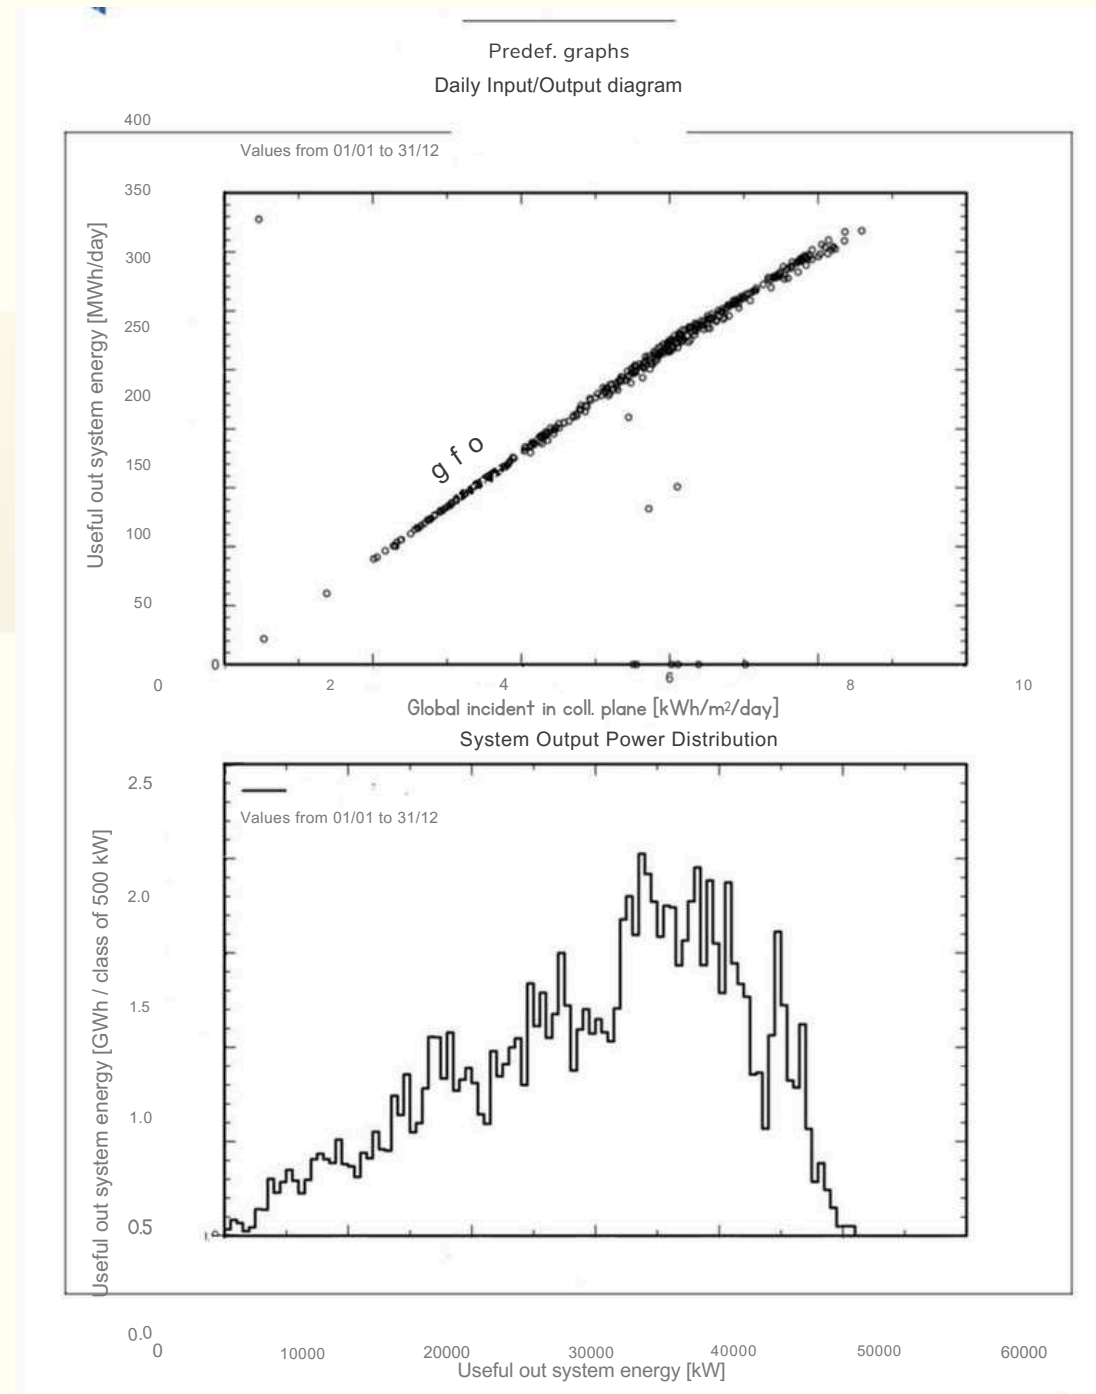 Predef. graphs
Daily Input/Output diagram
400
Values from 01/01 to 31/12
350
300
250
200
150
100
50
0
Useful out system energy [MWh/day]
g f o
0 2 4 6 8 10
Global incident in coll. plane [kWh/m2/day]
System Output Power Distribution
2.5
Values from 01/01 to 31/12
2.0
1.5
1.0
0.5
0.0
Useful out system energy [GWh / class of 500 kW]
0 10000 20000 30000 40000 50000 60000
Useful out system energy [kW]